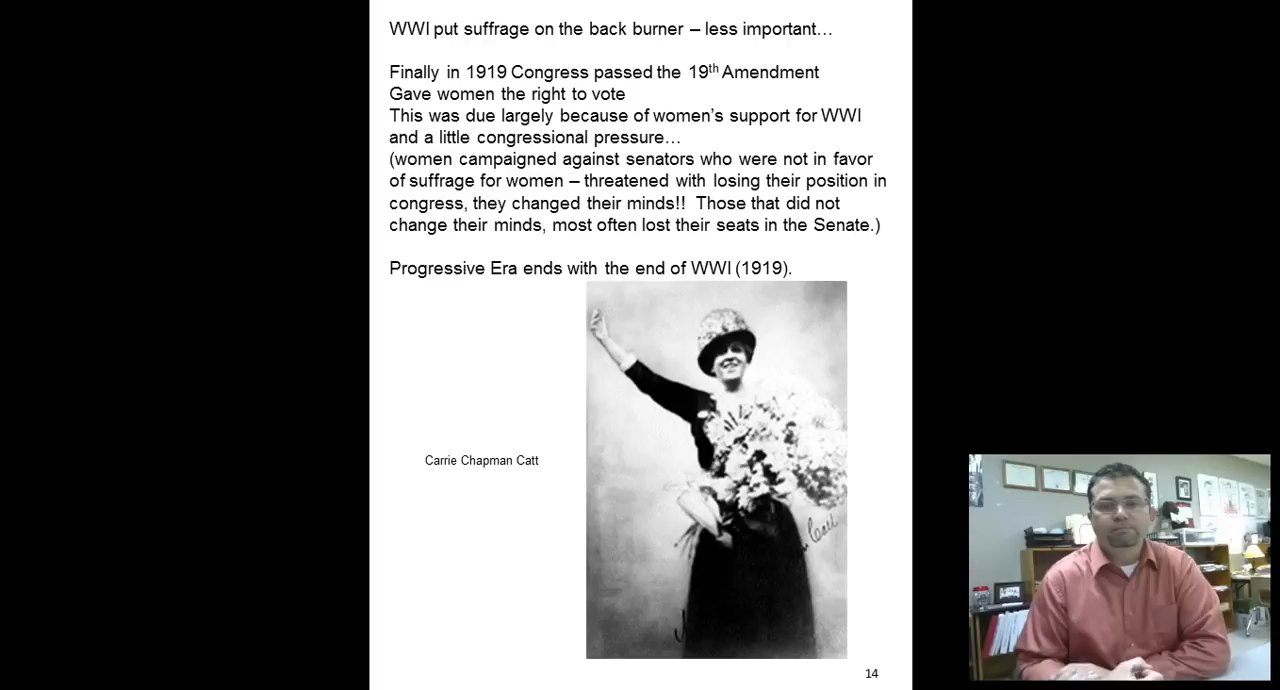 WWI put suffrage on the back burner – less important…
Finally in 1919 Congress passed the 19th Amendment
Gave women the right to vote
This was due largely because of women’s support for WWI
and a little congressional pressure…
(women campaigned against senators who were not in favor
of suffrage for women – threatened with losing their position in
congress, they changed their minds!!  Those that did not
change their minds, most often lost their seats in the Senate.)
Progressive Era ends with the end of WWI (1919).
Carrie Chapman Catt
Catt
14